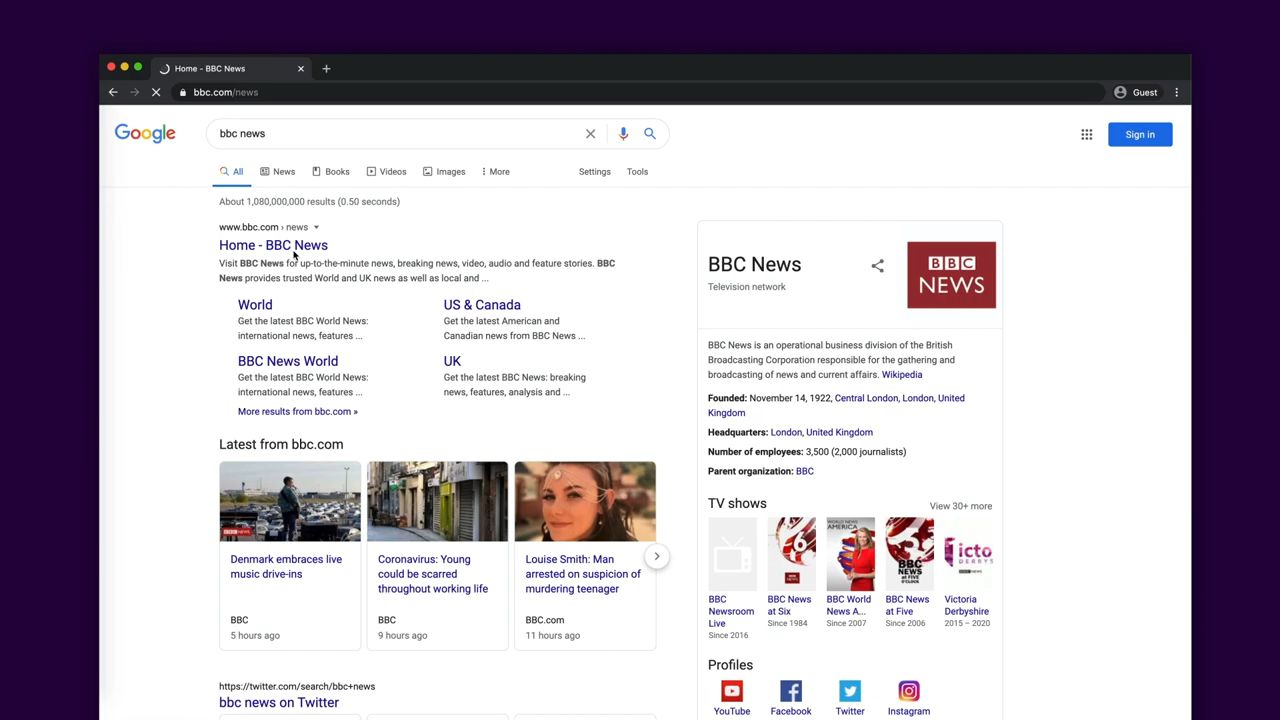 Home - BBC News
bbc.com/news
Guest
Google
bbc news
Sign in
All
News
Books
Videos
Images
More
Settings
Tools
About 1,080,000,000 results (0.50 seconds)
www.bbc.com › news
Home - BBC News
Visit BBC News for up-to-the-minute news, breaking news, video, audio and feature stories. BBC
News provides trusted World and UK news as well as local and ...
World
Get the latest BBC World News:
international news, features ...
US & Canada
Get the latest American and
Canadian news from BBC News ...
BBC News World
Get the latest BBC World News:
international news, features ...
UK
Get the latest BBC News: breaking
news, features, analysis and ...
More results from bbc.com »
Latest from bbc.com
BBC NEWS
Denmark embraces live
music drive-ins
BBC
5 hours ago
Coronavirus: Young
could be scarred
throughout working life
BBC
9 hours ago
Louise Smith: Man
arrested on suspicion of
murdering teenager
BBC.com
11 hours ago
https://twitter.com/search/bbc+news
bbc news on Twitter
BBC News
Television network
BBC
NEWS
BBC News is an operational business division of the British
Broadcasting Corporation responsible for the gathering and
broadcasting of news and current affairs. Wikipedia
Founded: November 14, 1922, Central London, London, United
Kingdom
Headquarters: London, United Kingdom
Number of employees: 3,500 (2,000 journalists)
Parent organization: BBC
TV shows
View 30+ more
BBC
Newsroom
Live
Since 2016
6
BBC News
at Six
Since 1984
AMERICA
BBC World
News A...
Since 2007
BBC
NEWS
at FIVE
BBC News
at Five
Since 2006
icto
DERBYS
Victoria
Derbyshire
2015 – 2020
Profiles
YouTube
Facebook
Twitter
Instagram